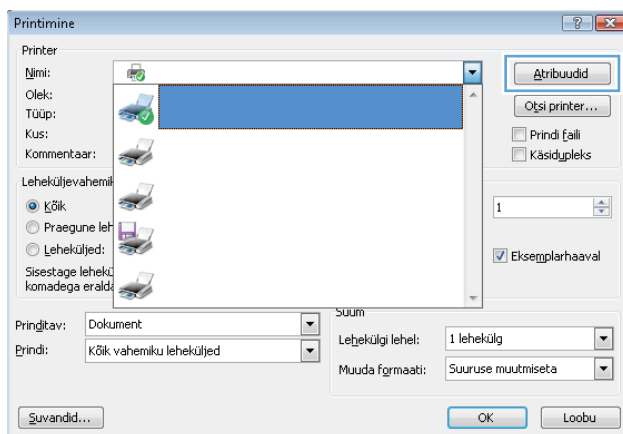 Printimine
Printer
Nimi:
Atribuudid
Olek:
Tüüp:
Otsi printer...
Kus:
Prindi faili
Kommentaar:
Käsidupleks
Leheküljevahemik
Kõik
1
Praegune leh
Leheküljed:
Eksemplarhaaval
Sisestage lehekü
komadega eralda
Suum
Prinditav: Dokument
Lehekülgi lehel: 1 lehekülg
Prindi: Kõik vahemiku leheküljed
Muuda formaati: Suuruse muutmiseta
Suvandid...
OK Loobu